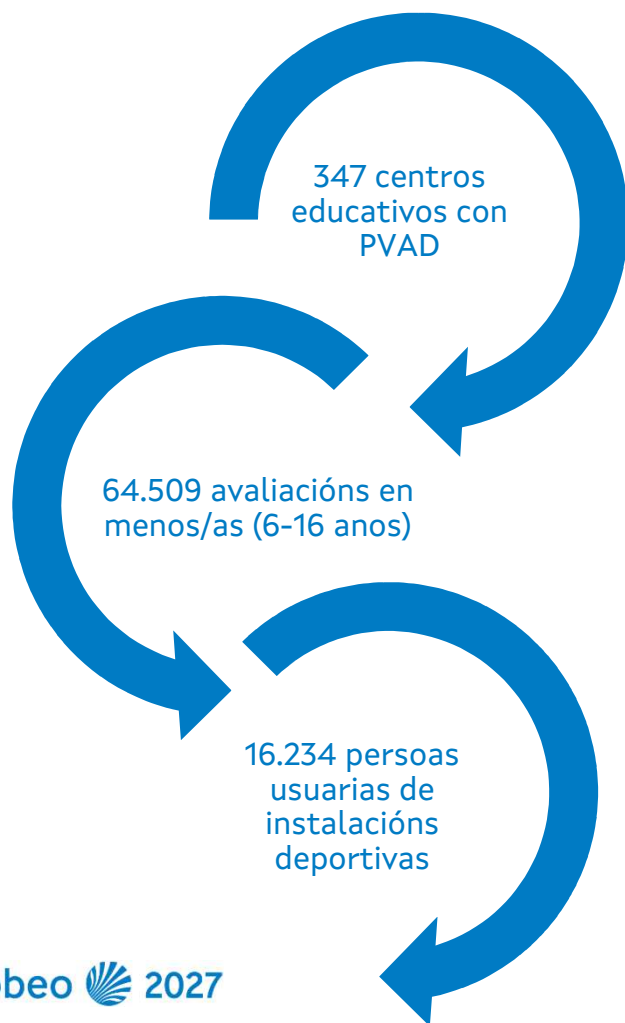 347 centros
educativos con
PVAD
64.509 avaliacións en
menos/as (6-16 anos)
16.234 persoas
usuarias de
instalacións
deportivas
beo 2027